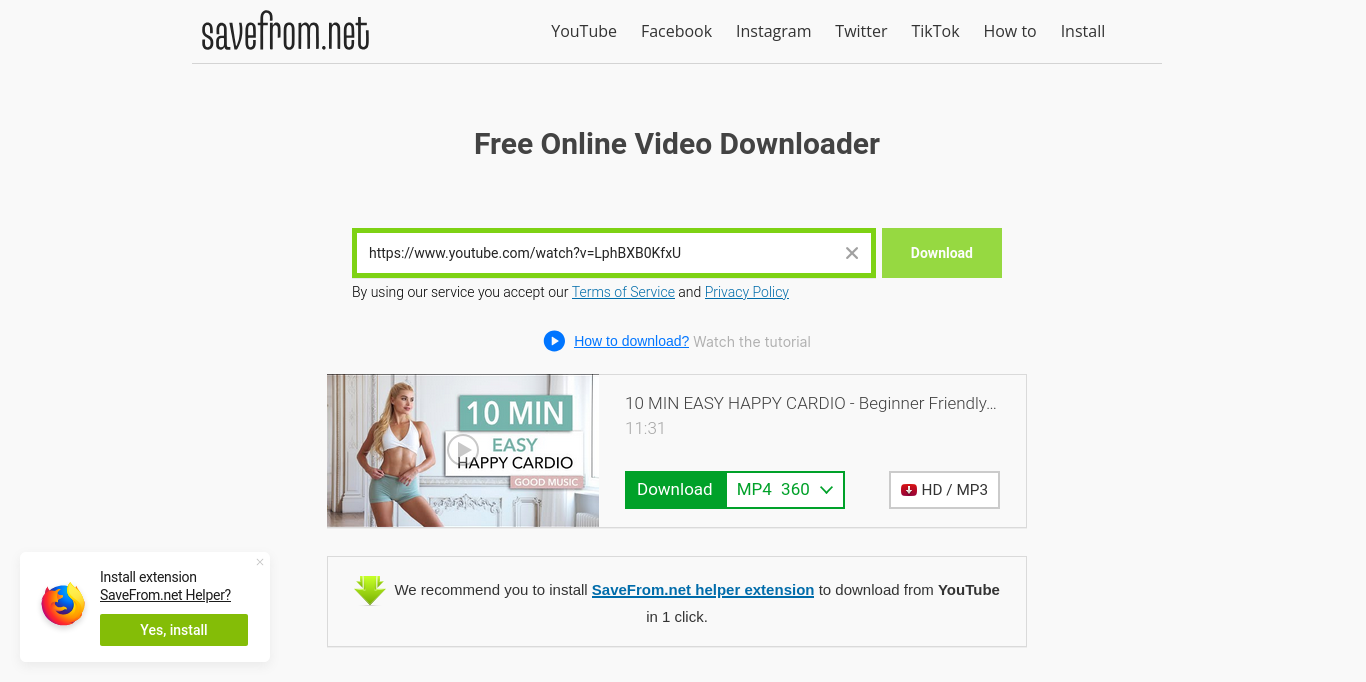 savefrom.net
YouTube Facebook Instagram Twitter TikTok How to Install
Free Online Video Downloader
https://www.youtube.com/watch?v=LphBXB0KfxU
Download
By using our service you accept our Terms of Service and Privacy Policy
How to download? Watch the tutorial
10 MIN
EASY
HAPPY CARDIO
GOOD MUSIC
10 MIN EASY HAPPY CARDIO - Beginner Friendly...
11:31
Download MP4 360
HD / MP3
We recommend you to install SaveFrom.net helper extension to download from YouTube
in 1 click.
Install extension
SaveFrom.net Helper?
Yes, install